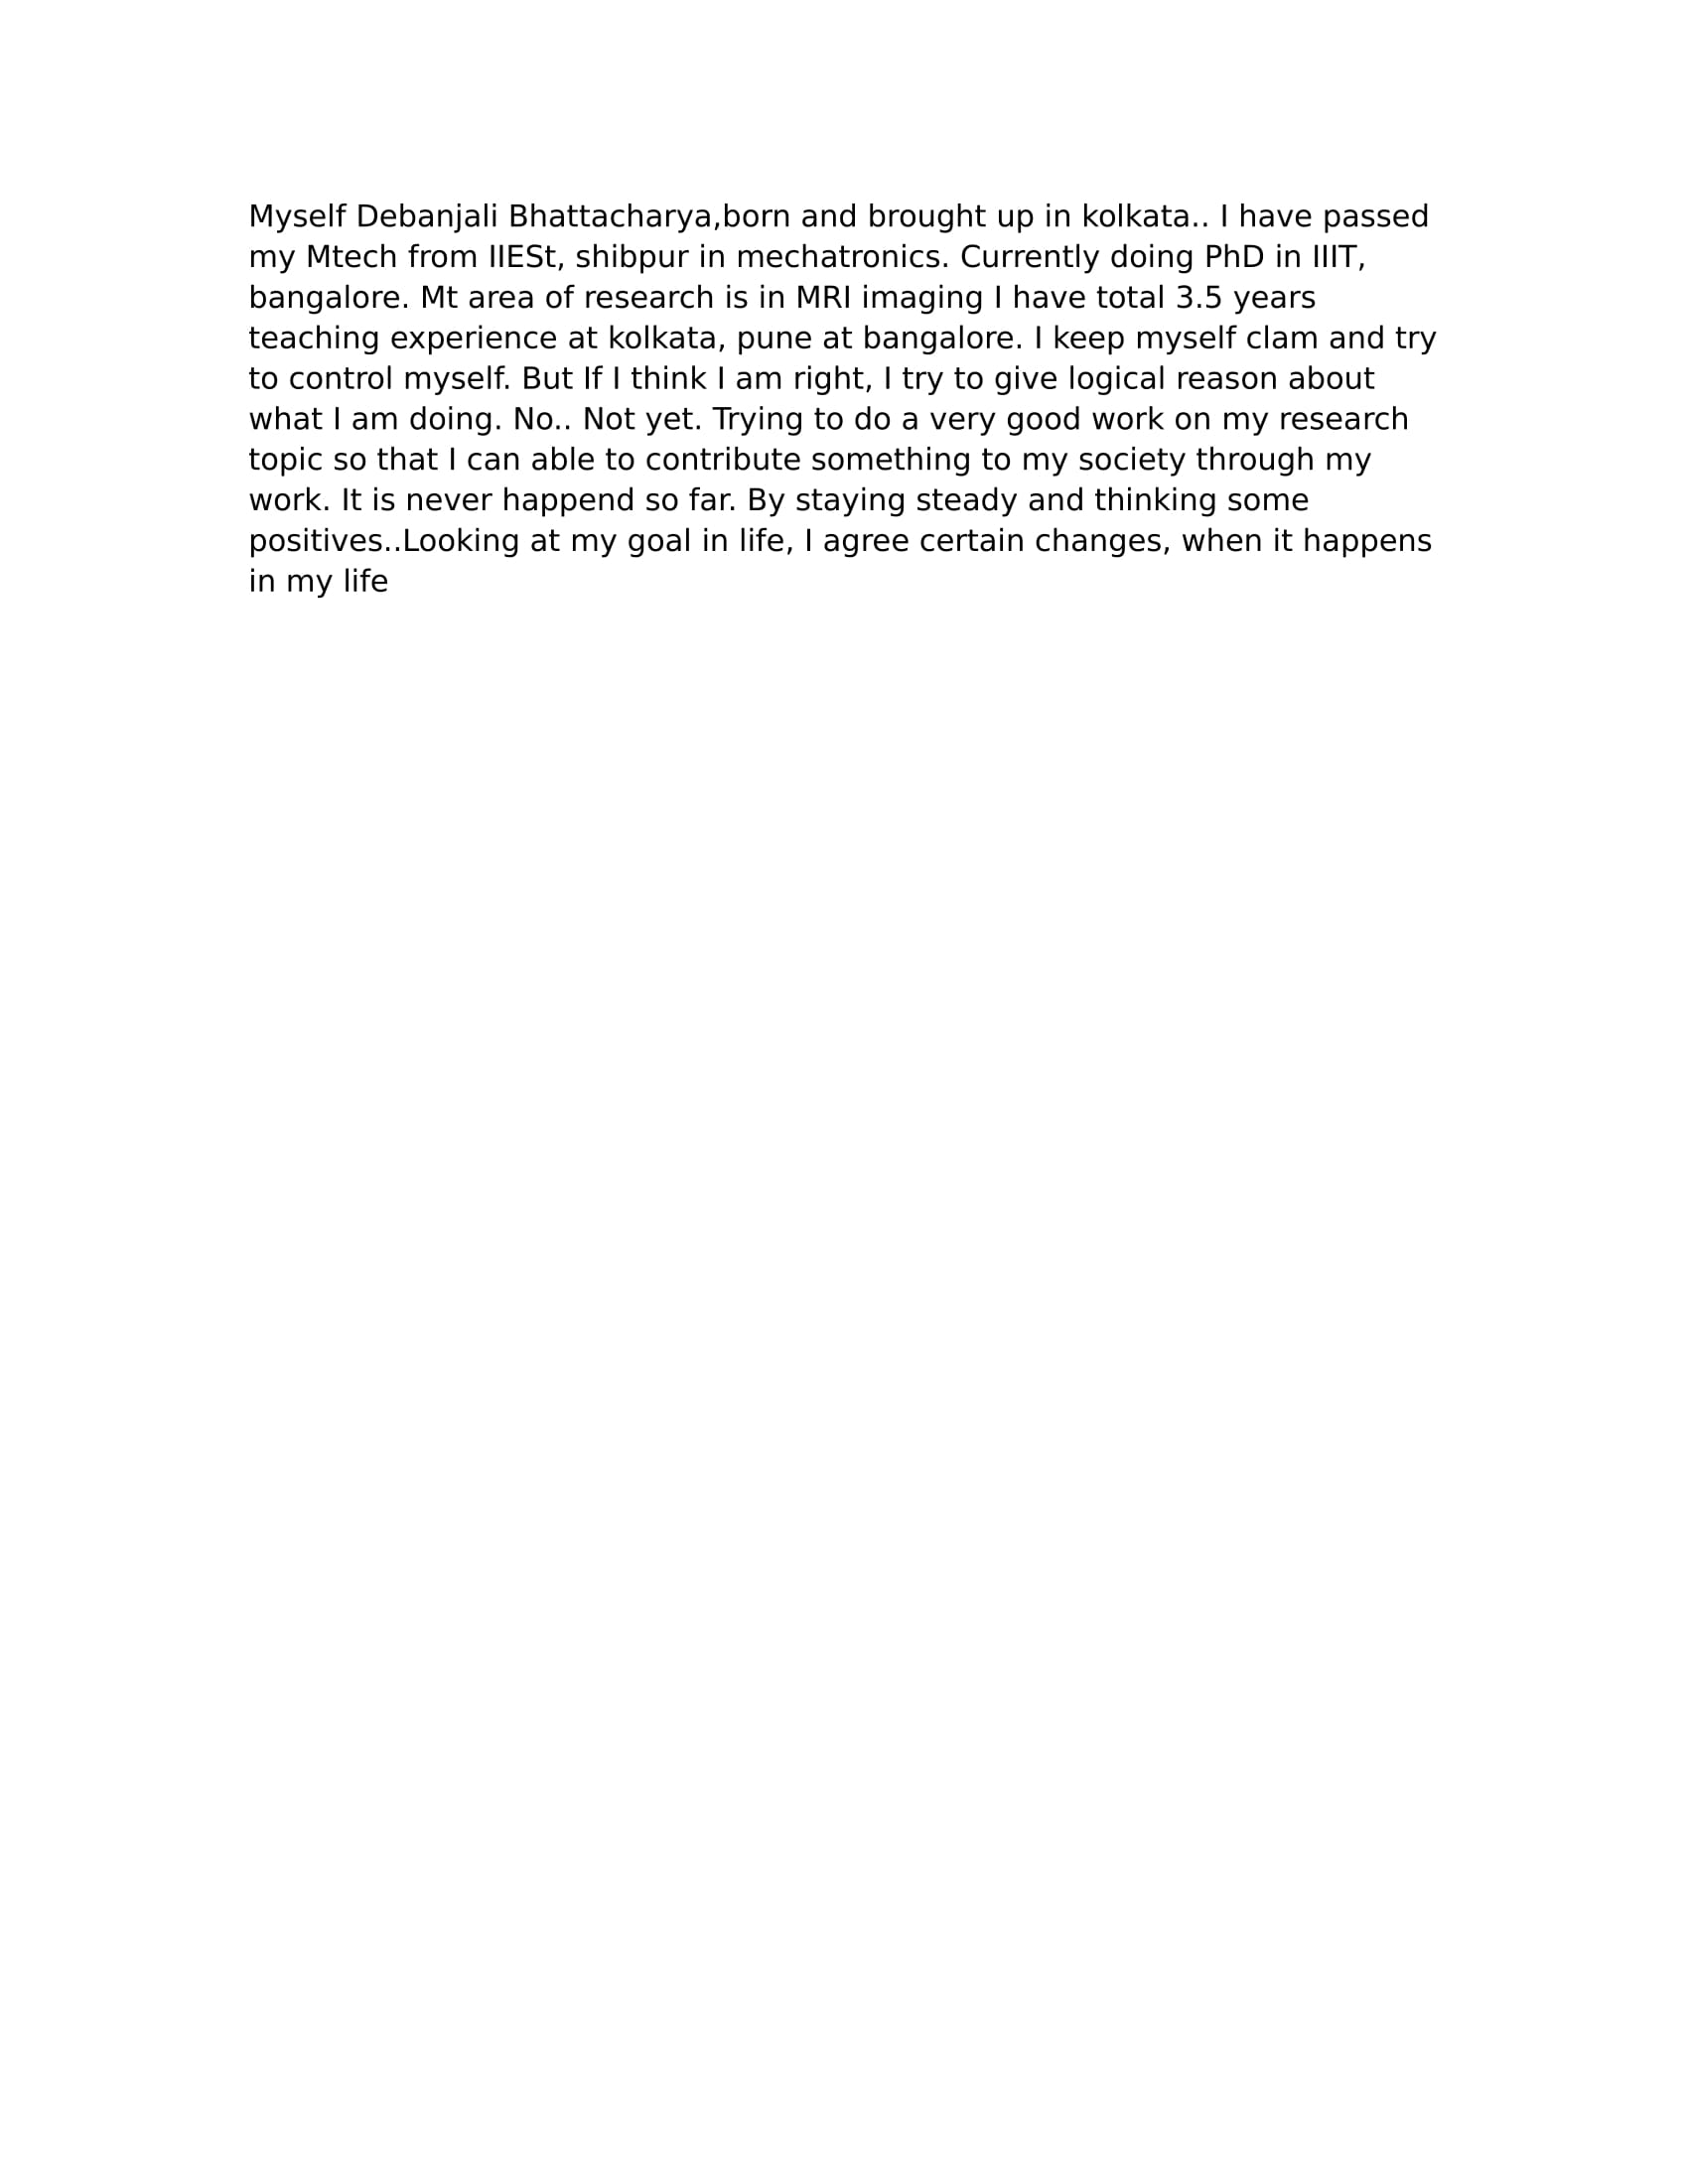 Myself Debanjali Bhattacharya,born and brought up in kolkata.. I have passed
my Mtech from IIESt, shibpur in mechatronics. Currently doing PhD in IIIT,
bangalore. Mt area of research is in MRI imaging I have total 3.5 years
teaching experience at kolkata, pune at bangalore. I keep myself clam and try
to control myself. But If I think I am right, I try to give logical reason about
what I am doing. No.. Not yet. Trying to do a very good work on my research
topic so that I can able to contribute something to my society through my
work. It is never happend so far. By staying steady and thinking some
positives..Looking at my goal in life, I agree certain changes, when it happens
in my life